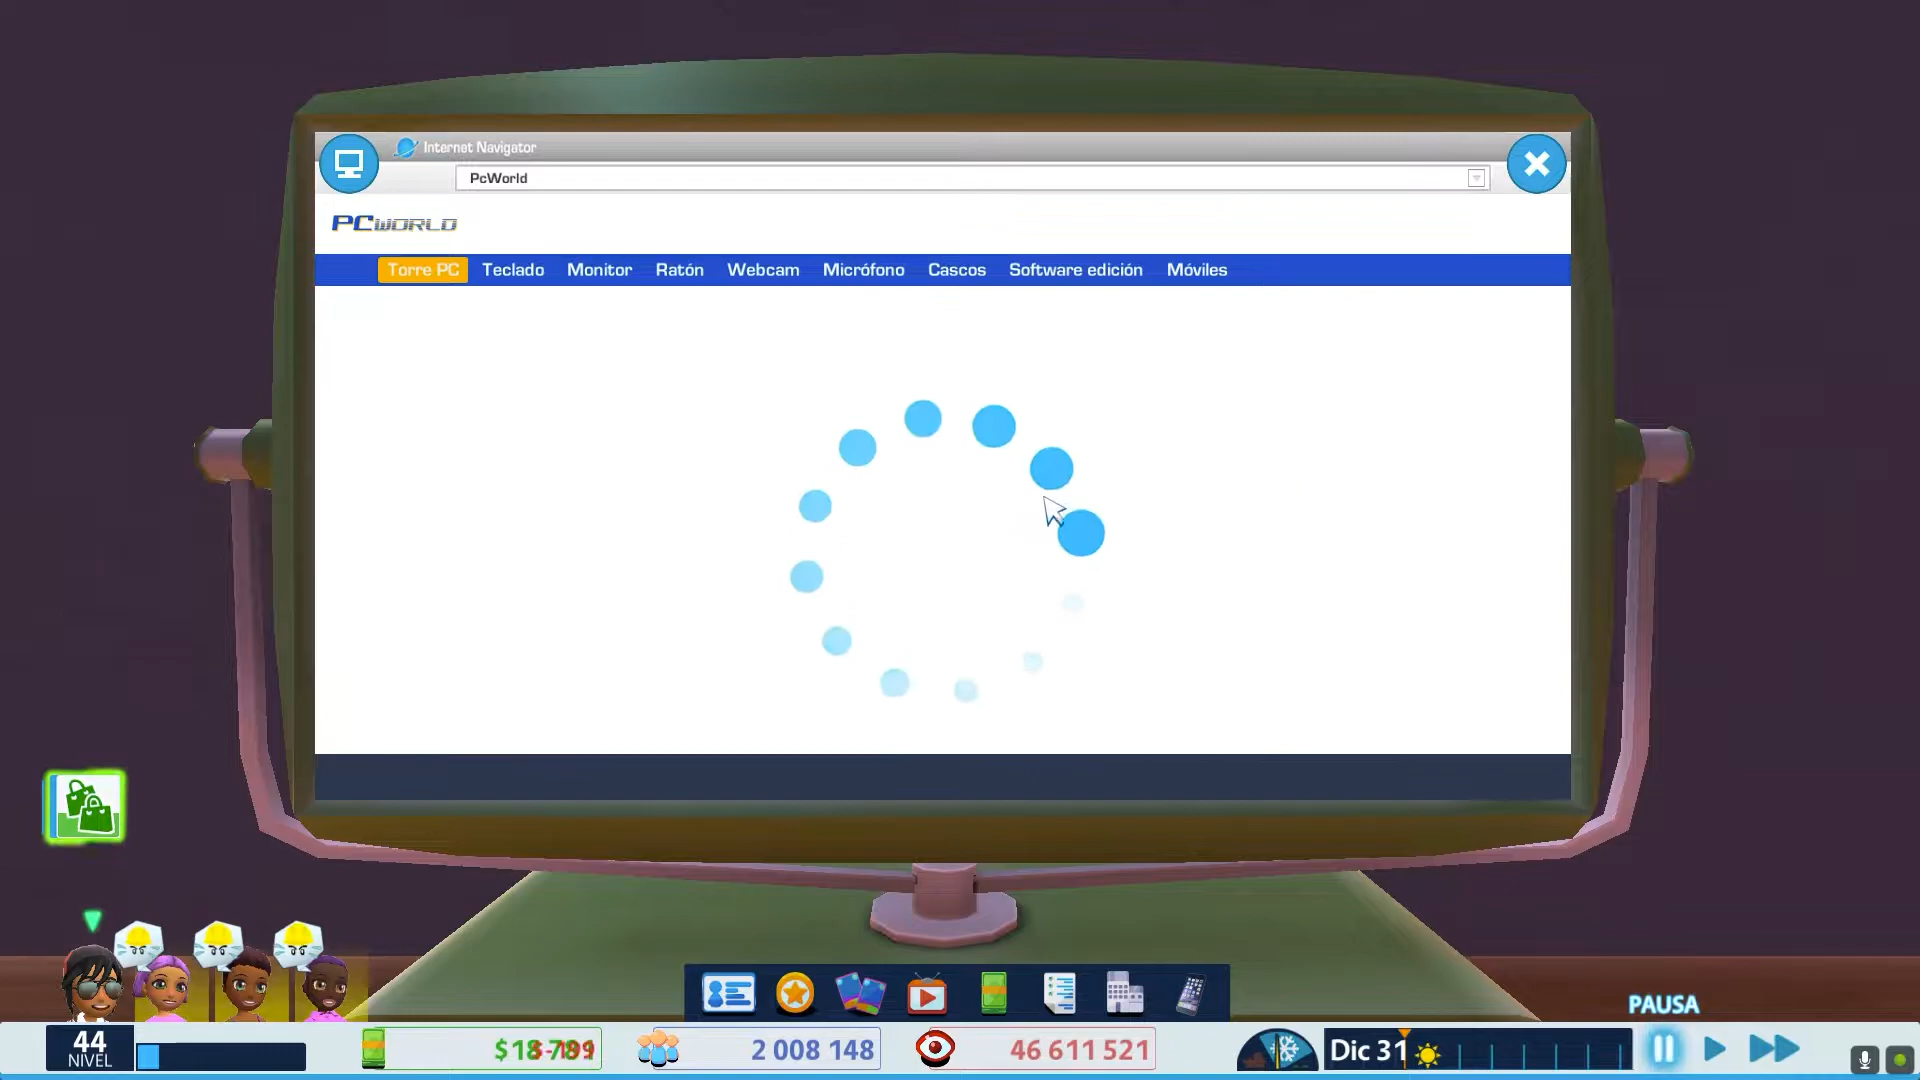 Internet Navigator
PcWorld
PCWORLD
Torre PC Teclado Monitor Ratón Webcam Micrófono Cascos Software edición Móviles
PAUSA
44
NIVEL
2 008 148
46 611 521
Dic 31